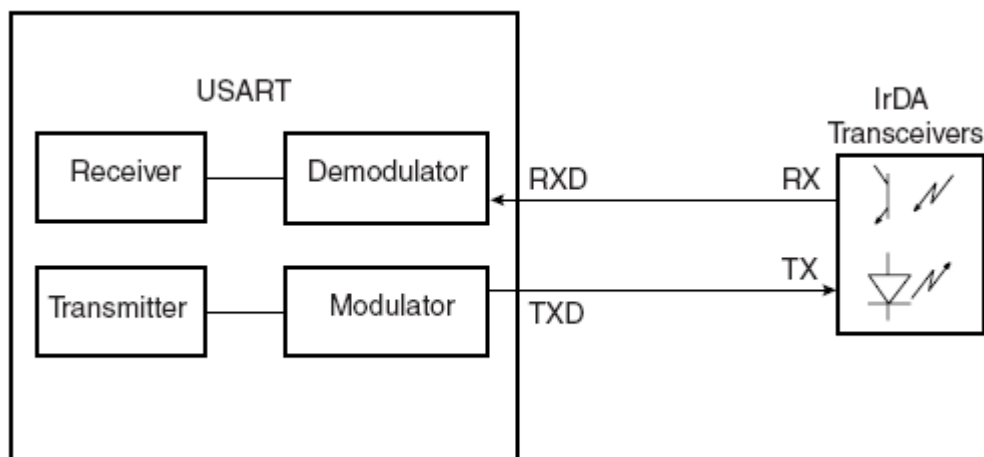 USART
IrDA
Transceivers
Receiver
Demodulator
RXD
RX
Transmitter
Modulator
TXD
TX